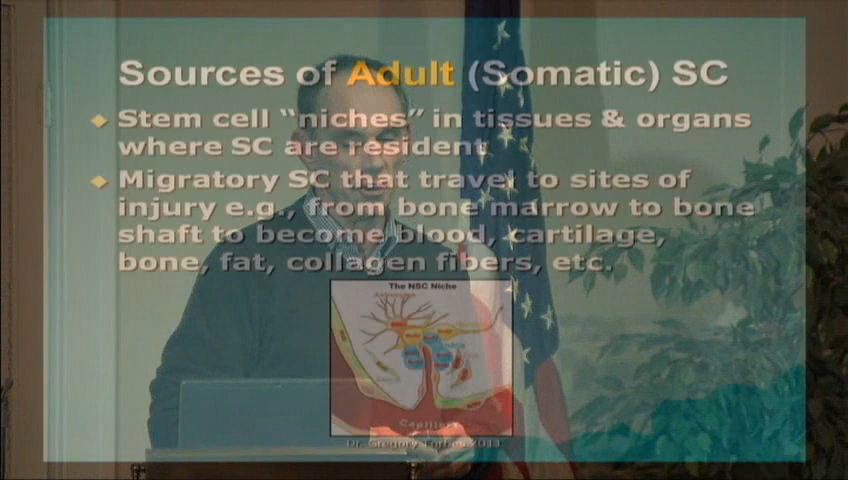 Sources of Adult (Somatic) SC
Stem cell “niches” in tissues & organs
where SC are resident
Migratory SC that travel to sites of
injury e.g., from bone marrow to bone
shaft to become blood, cartilage,
bone, fat, collagen fibers, etc.
The NSC Niche
Capillary
Dr. Gregory Forbes 2011